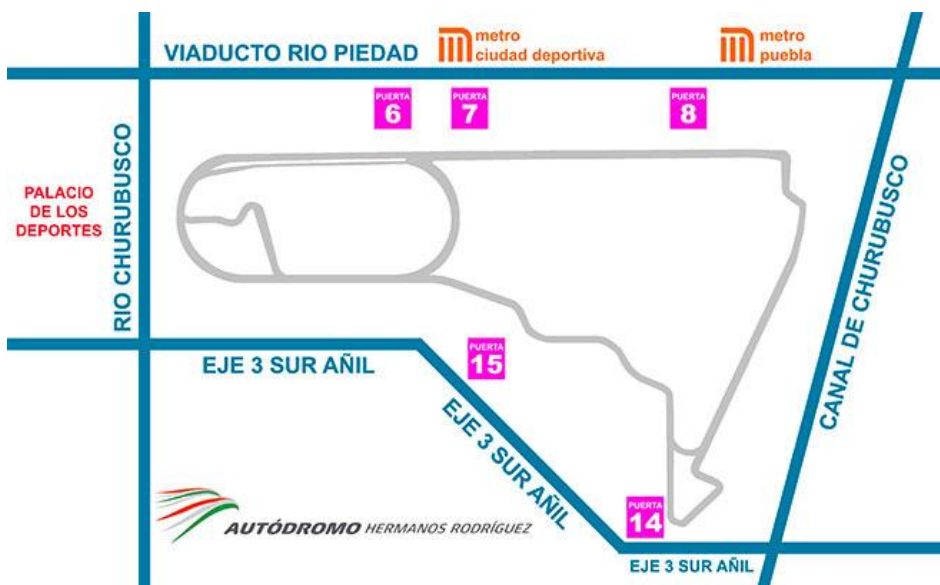 VIADUCTO RIO PIEDAD
metro
ciudad deportiva
metro
puebla
PUERTA
6
PUERTA
7
PUERTA
8
PALACIO
DE LOS
DEPORTES
RIO CHURUBUSCO
CANAL DE CHURUBUSCO
EJE 3 SUR AÑIL
PUERTA
15
EJE 3 SUR AÑIL
AUTÓDROMO HERMANOS RODRÍGUEZ
PUERTA
14
EJE 3 SUR AÑIL